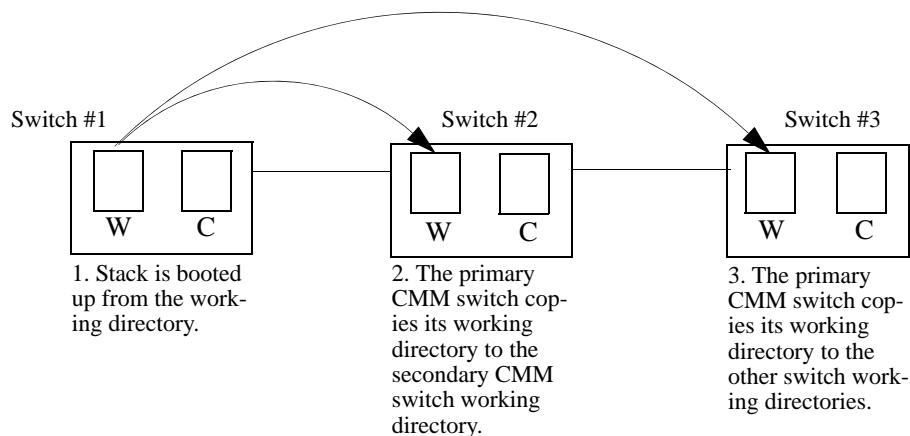 Switch #1
Switch #2
Switch #3
W
C
W
C
W
C
1. Stack is booted
up from the work-
ing directory.
2. The primary
CMM switch cop-
ies its working
directory to the
secondary CMM
switch working
directory.
3. The primary
CMM switch cop-
ies its working
directory to the
other switch work-
ing directories.